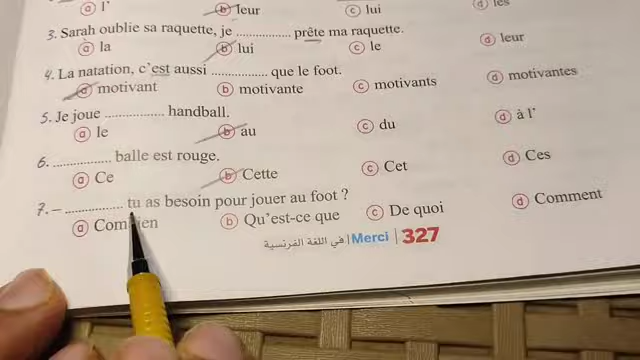 ⓐ l' ⓑ leur ⓒ lui ⓓ les
3. Sarah oublie sa raquette, je .............. prête ma raquette.
ⓐ la ⓑ lui ⓒ le ⓓ leur
4. La natation, c'est aussi .............. que le foot.
ⓐ motivant ⓑ motivante ⓒ motivants ⓓ motivantes
5. Je joue .............. handball.
ⓐ le ⓑ au ⓒ du ⓓ à l'
6. .............. balle est rouge.
ⓐ Ce ⓑ Cette ⓒ Cet ⓓ Ces
7. – .............. tu as besoin pour jouer au foot ?
ⓐ Combien ⓑ Qu'est-ce que ⓒ De quoi ⓓ Comment
في اللغة الفرنسية | Merci | 327